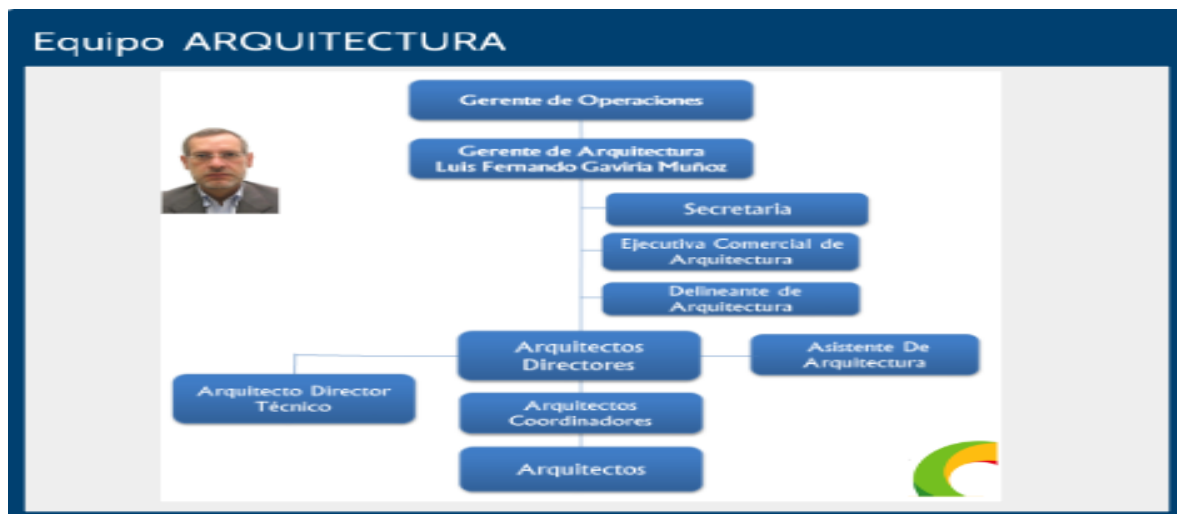 Equipo ARQUITECTURA
Gerente de Operaciones
Gerente de Arquitectura
Luis Fernando Gaviria Muñoz
Secretaria
Ejecutiva Comercial de
Arquitectura
Delineante de
Arquitectura
Arquitectos
Directores
Asistente De
Arquitectura
Arquitecto Director
Técnico
Arquitectos
Coordinadores
Arquitectos